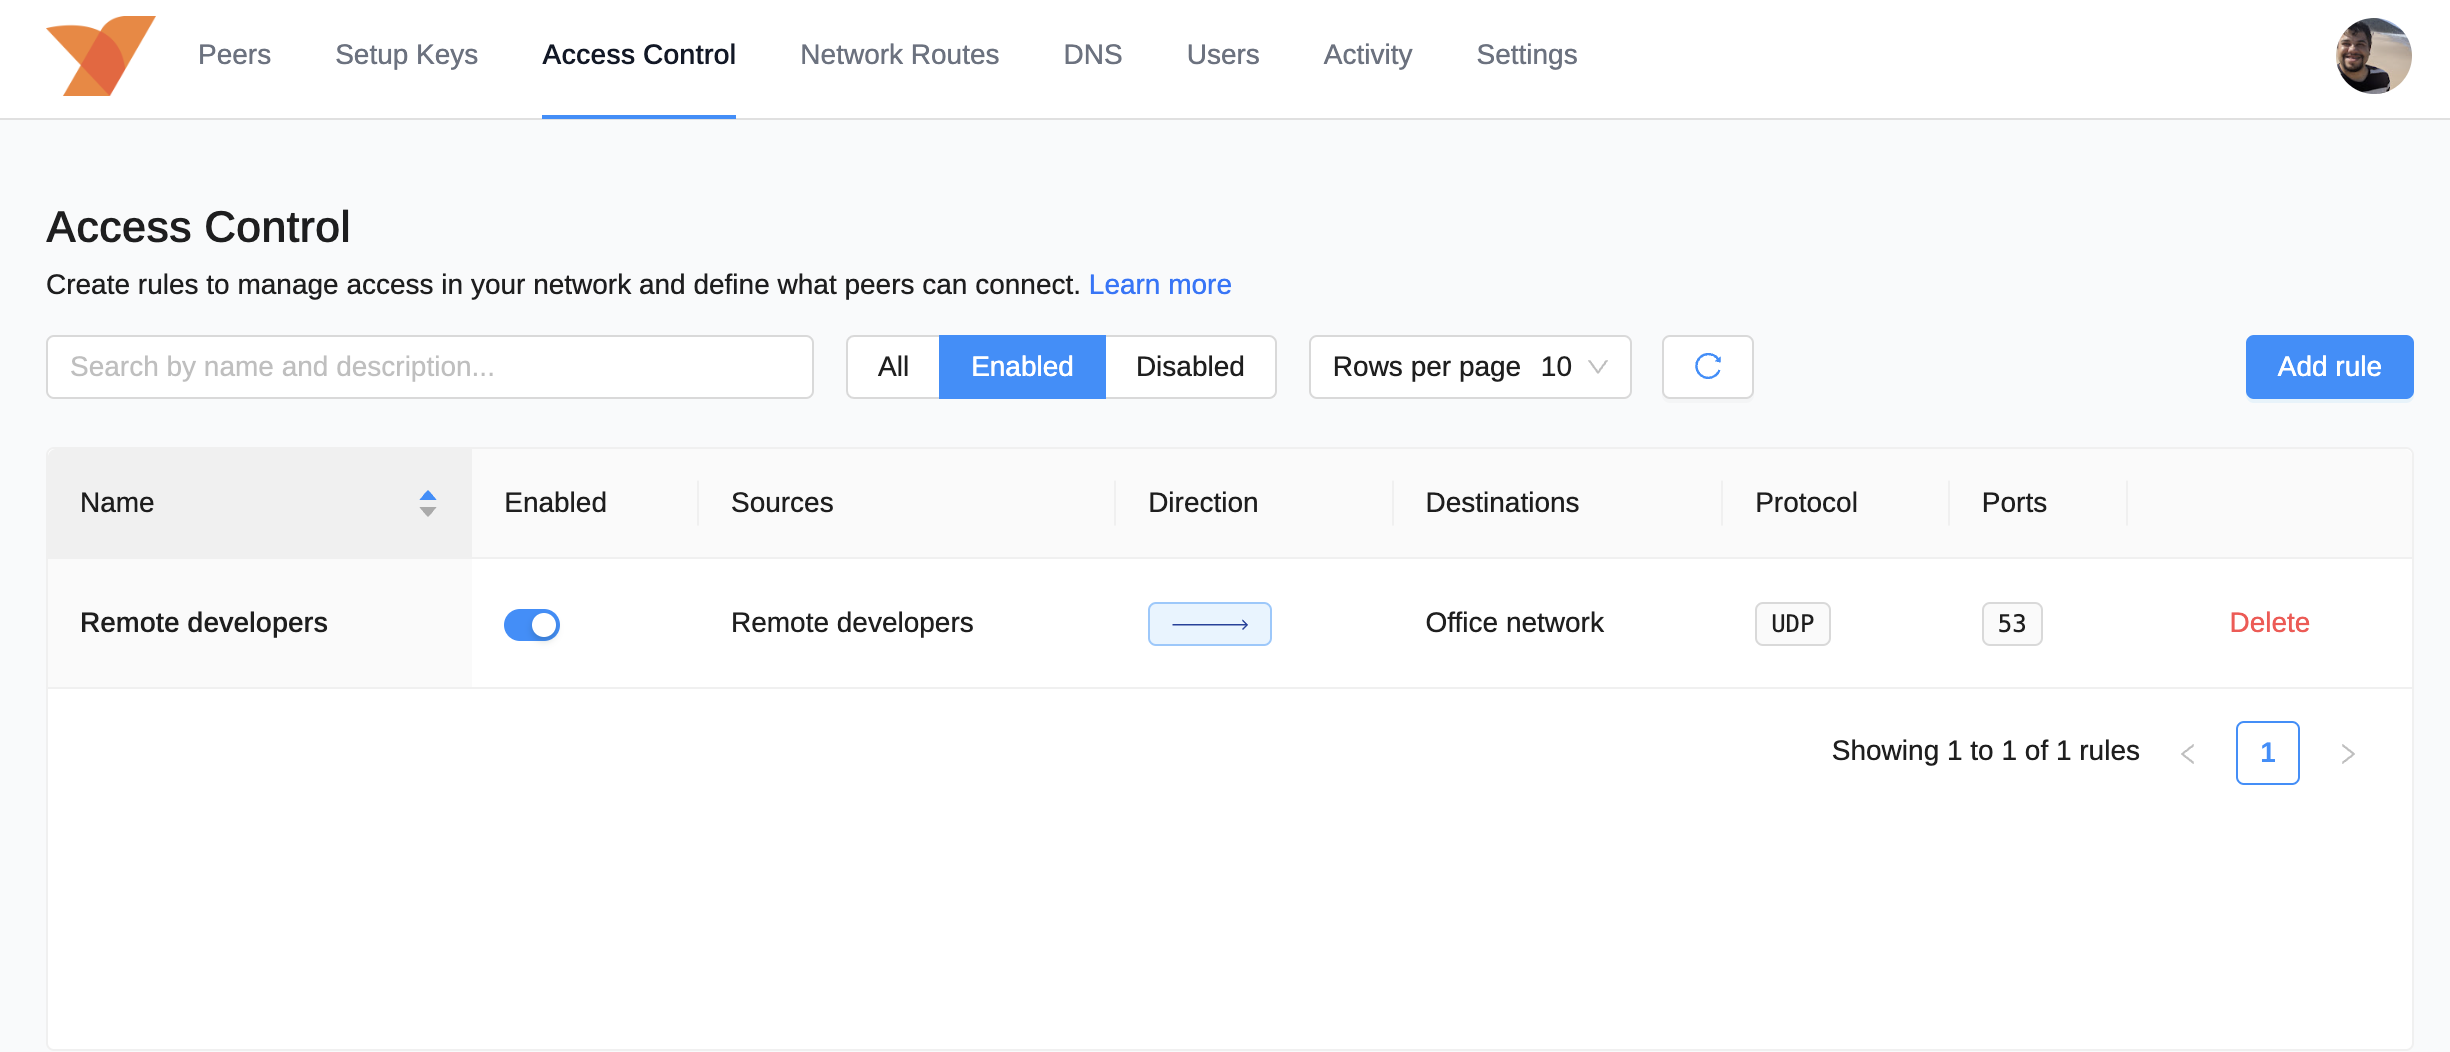 Peers Setup Keys Access Control Network Routes DNS Users Activity Settings
Access Control
Create rules to manage access in your network and define what peers can connect. Learn more
Search by name and description... All Enabled Disabled Rows per page 10 Add rule
Name Enabled Sources Direction Destinations Protocol Ports
Remote developers Remote developers Office network UDP 53 Delete
Showing 1 to 1 of 1 rules 1